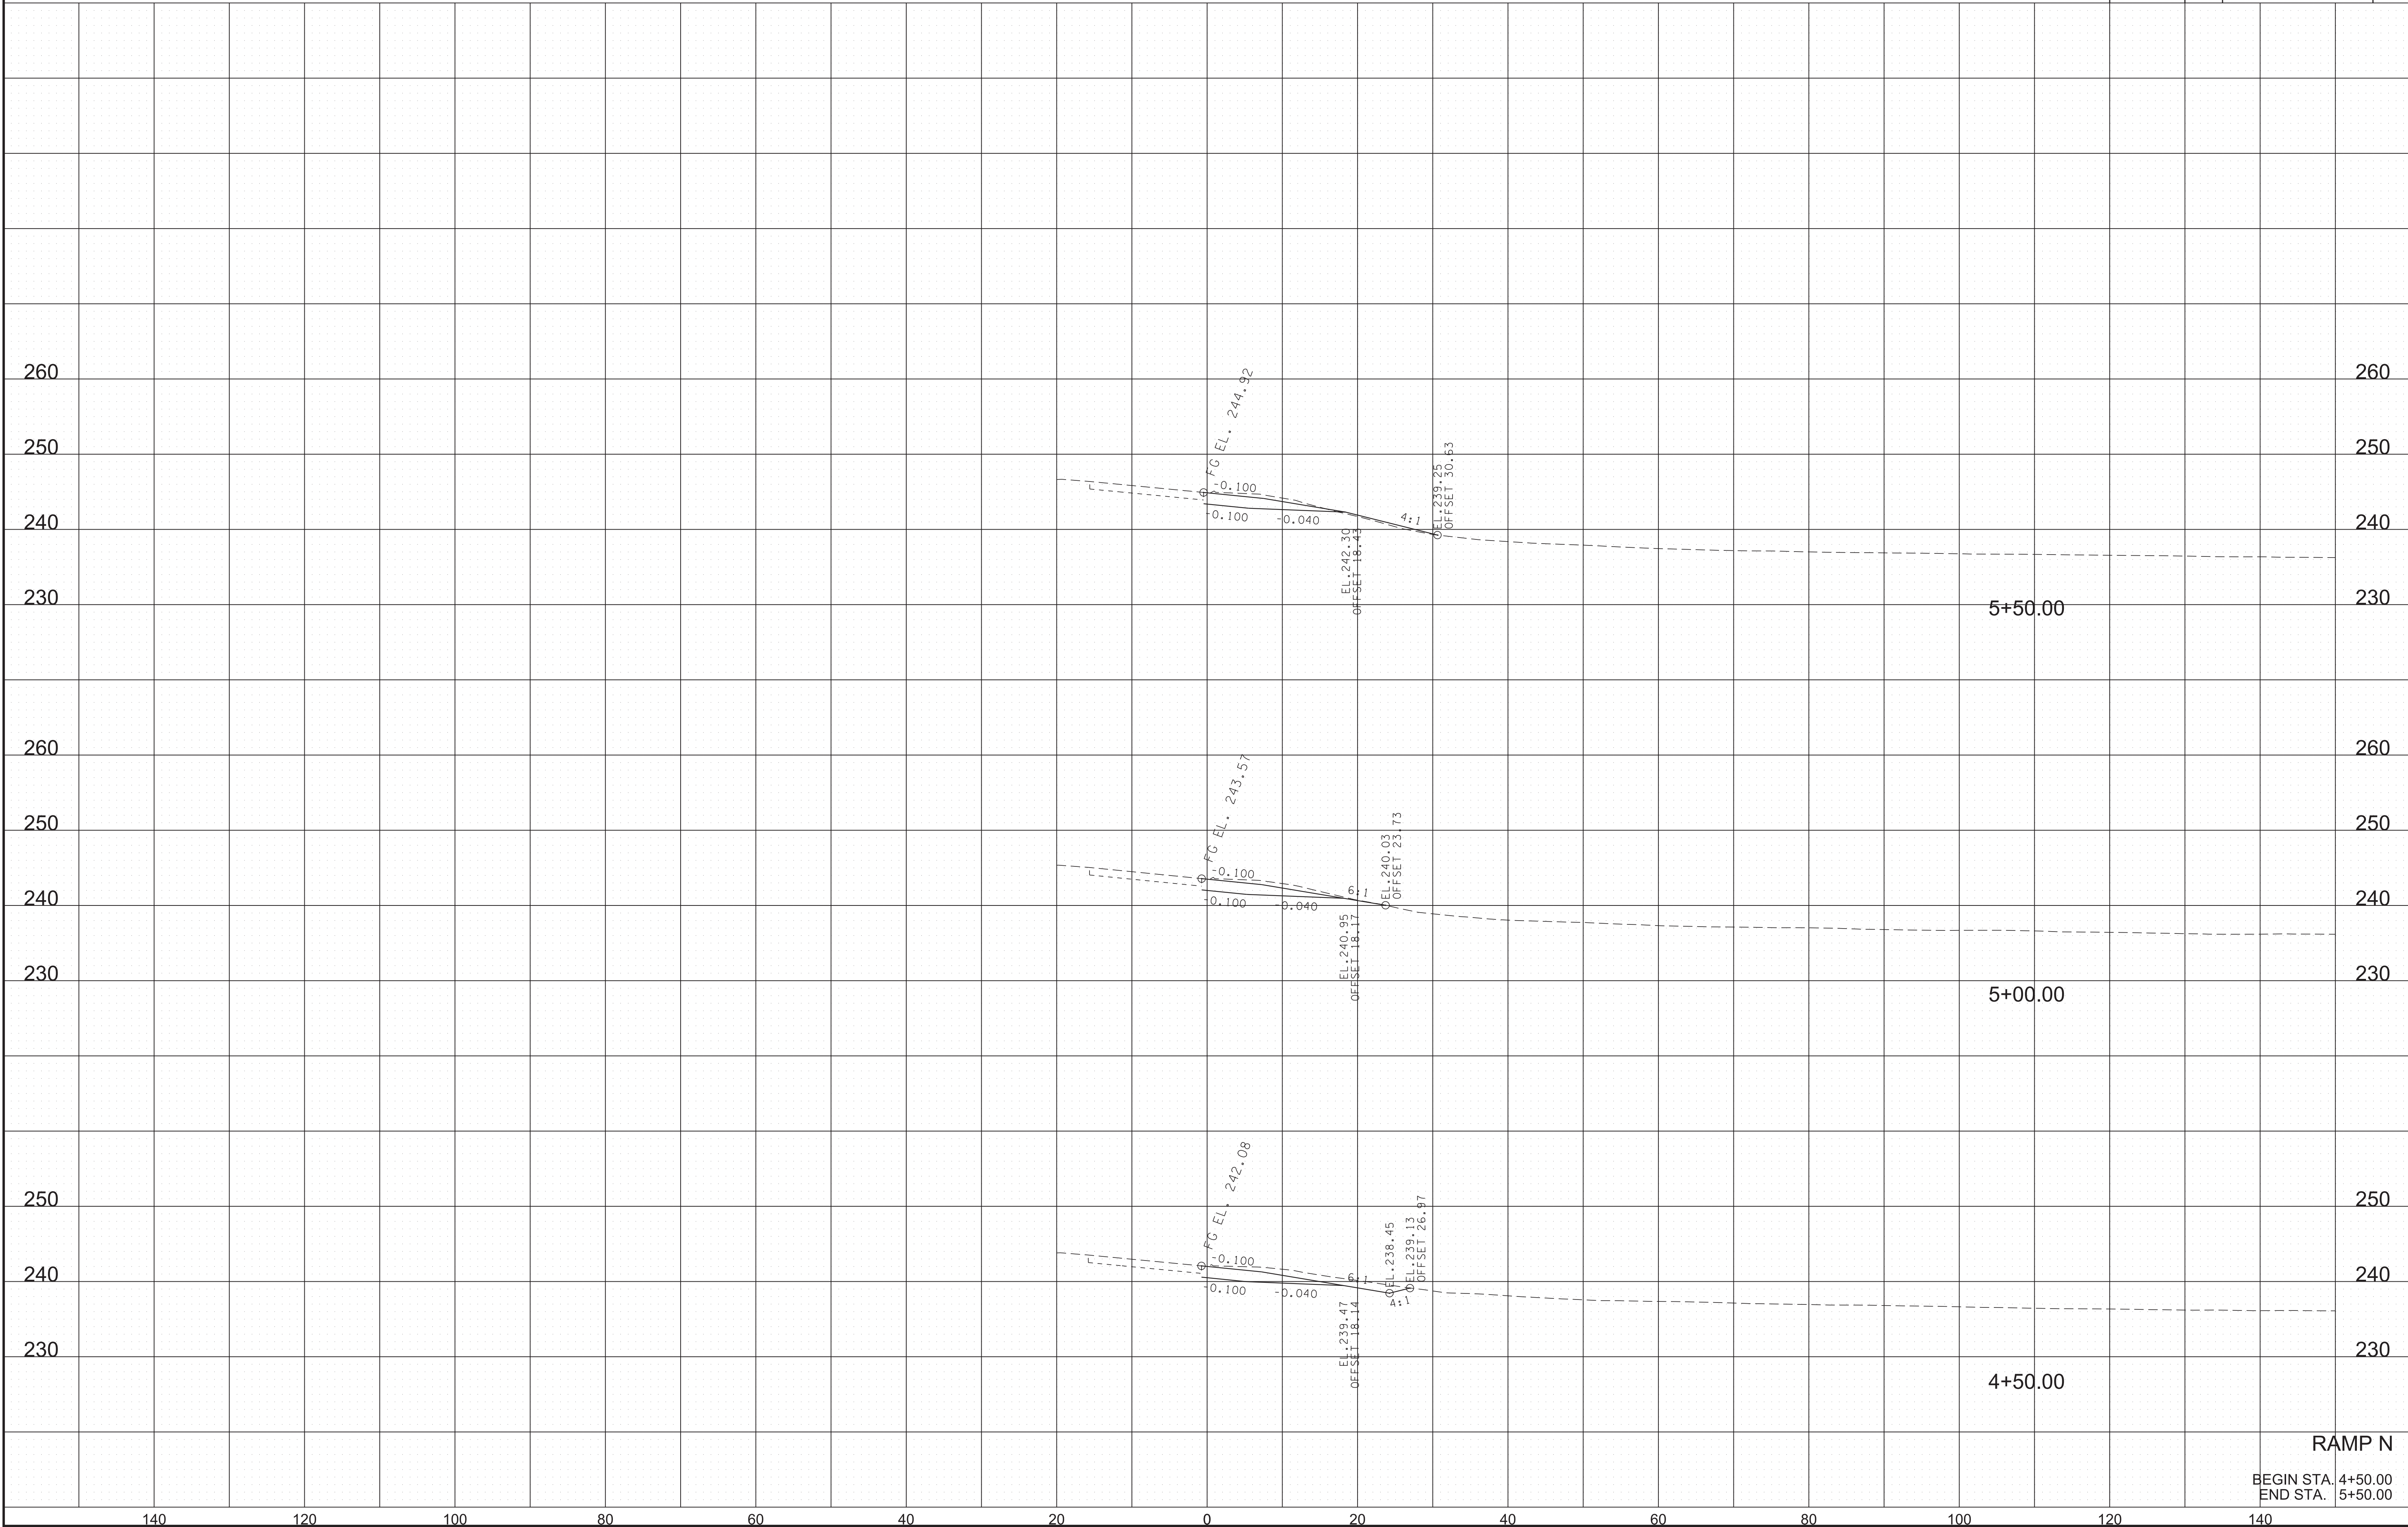 260 260
FG EL. 244.92
250 250
EL.239.25
OFFSET 30.63
-0.100
4:1
240 240
-0.100 -0.040
EL.242.30
OFFSET 18.43
230 230
5+50.00
260 260
FG EL. 243.57
250 250
EL.240.03
OFFSET 23.73
-0.100
6:1
240 240
-0.100 -0.040
EL.240.95
OFFSET 18.17
230 230
5+00.00
250 250
FG EL. 242.08
EL.238.45
EL.239.13
OFFSET 26.97
-0.100
240 240
6:1
-0.100 -0.040
4:1
EL.239.47
OFFSET 18.14
230 230
4+50.00
RAMP N
BEGIN STA. 4+50.00
END STA. 5+50.00
140 120 100 80 60 40 20 0 20 40 60 80 100 120 140